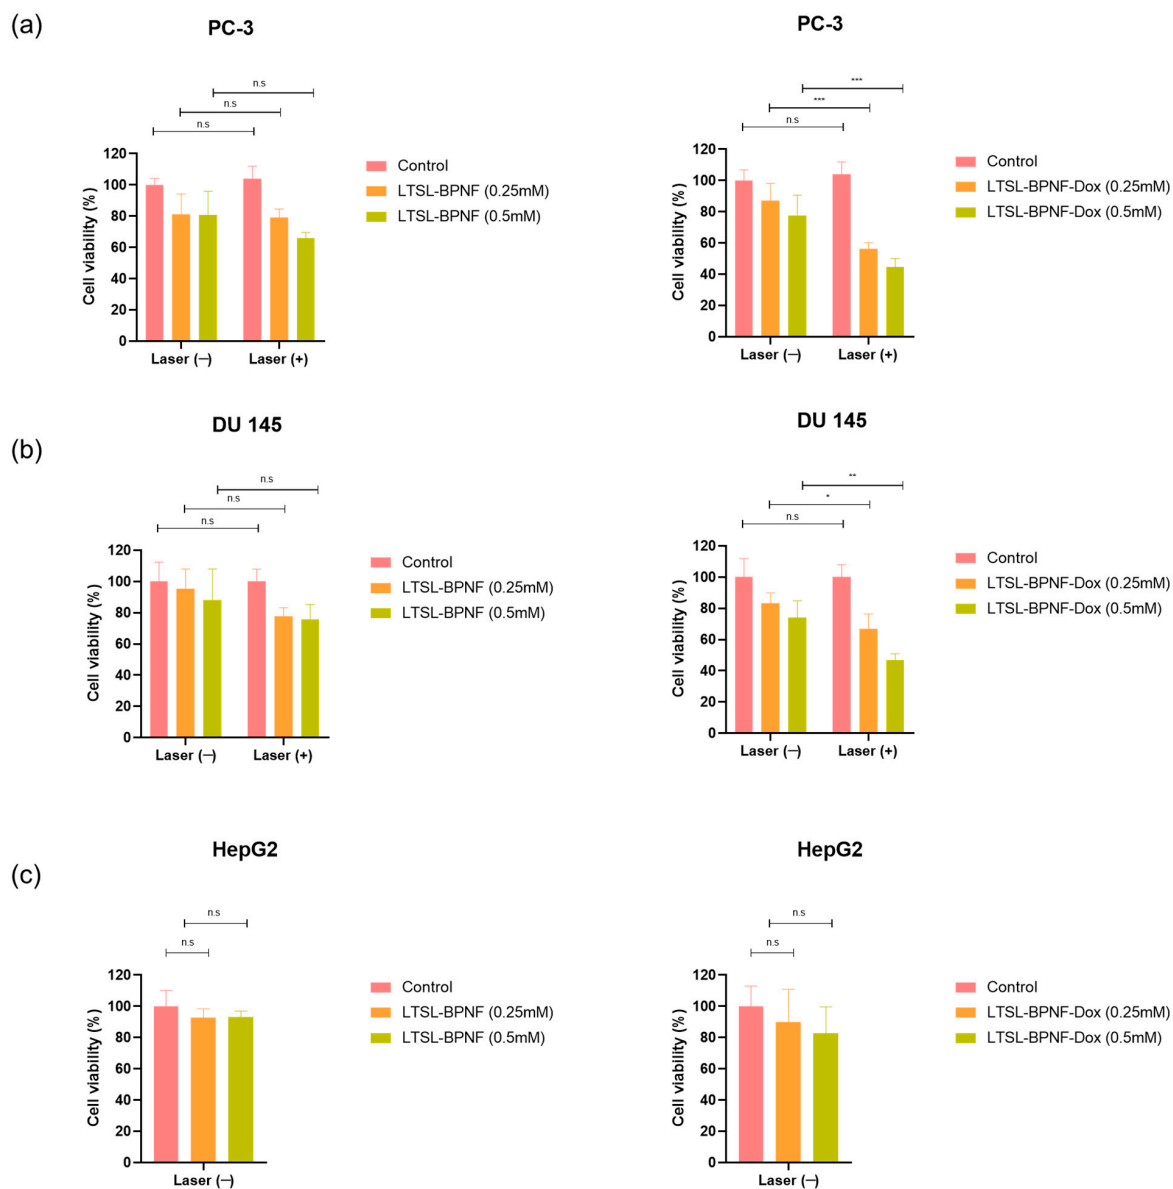 (a)
PC-3
n.s
n.s
n.s
Cell viability (%)
120
100
80
60
40
20
0
Laser (–)
Laser (+)
Control
LTSL-BPNF (0.25mM)
LTSL-BPNF (0.5mM)
PC-3
***
***
n.s
Cell viability (%)
120
100
80
60
40
20
0
Laser (–)
Laser (+)
Control
LTSL-BPNF-Dox (0.25mM)
LTSL-BPNF-Dox (0.5mM)
(b)
DU 145
n.s
n.s
n.s
Cell viability (%)
120
100
80
60
40
20
0
Laser (–)
Laser (+)
Control
LTSL-BPNF (0.25mM)
LTSL-BPNF (0.5mM)
DU 145
**
*
n.s
Cell viability (%)
120
100
80
60
40
20
0
Laser (–)
Laser (+)
Control
LTSL-BPNF-Dox (0.25mM)
LTSL-BPNF-Dox (0.5mM)
(c)
HepG2
n.s
n.s
Cell viability (%)
120
100
80
60
40
20
0
Laser (–)
Control
LTSL-BPNF (0.25mM)
LTSL-BPNF (0.5mM)
HepG2
n.s
n.s
Cell viability (%)
120
100
80
60
40
20
0
Laser (–)
Control
LTSL-BPNF-Dox (0.25mM)
LTSL-BPNF-Dox (0.5mM)